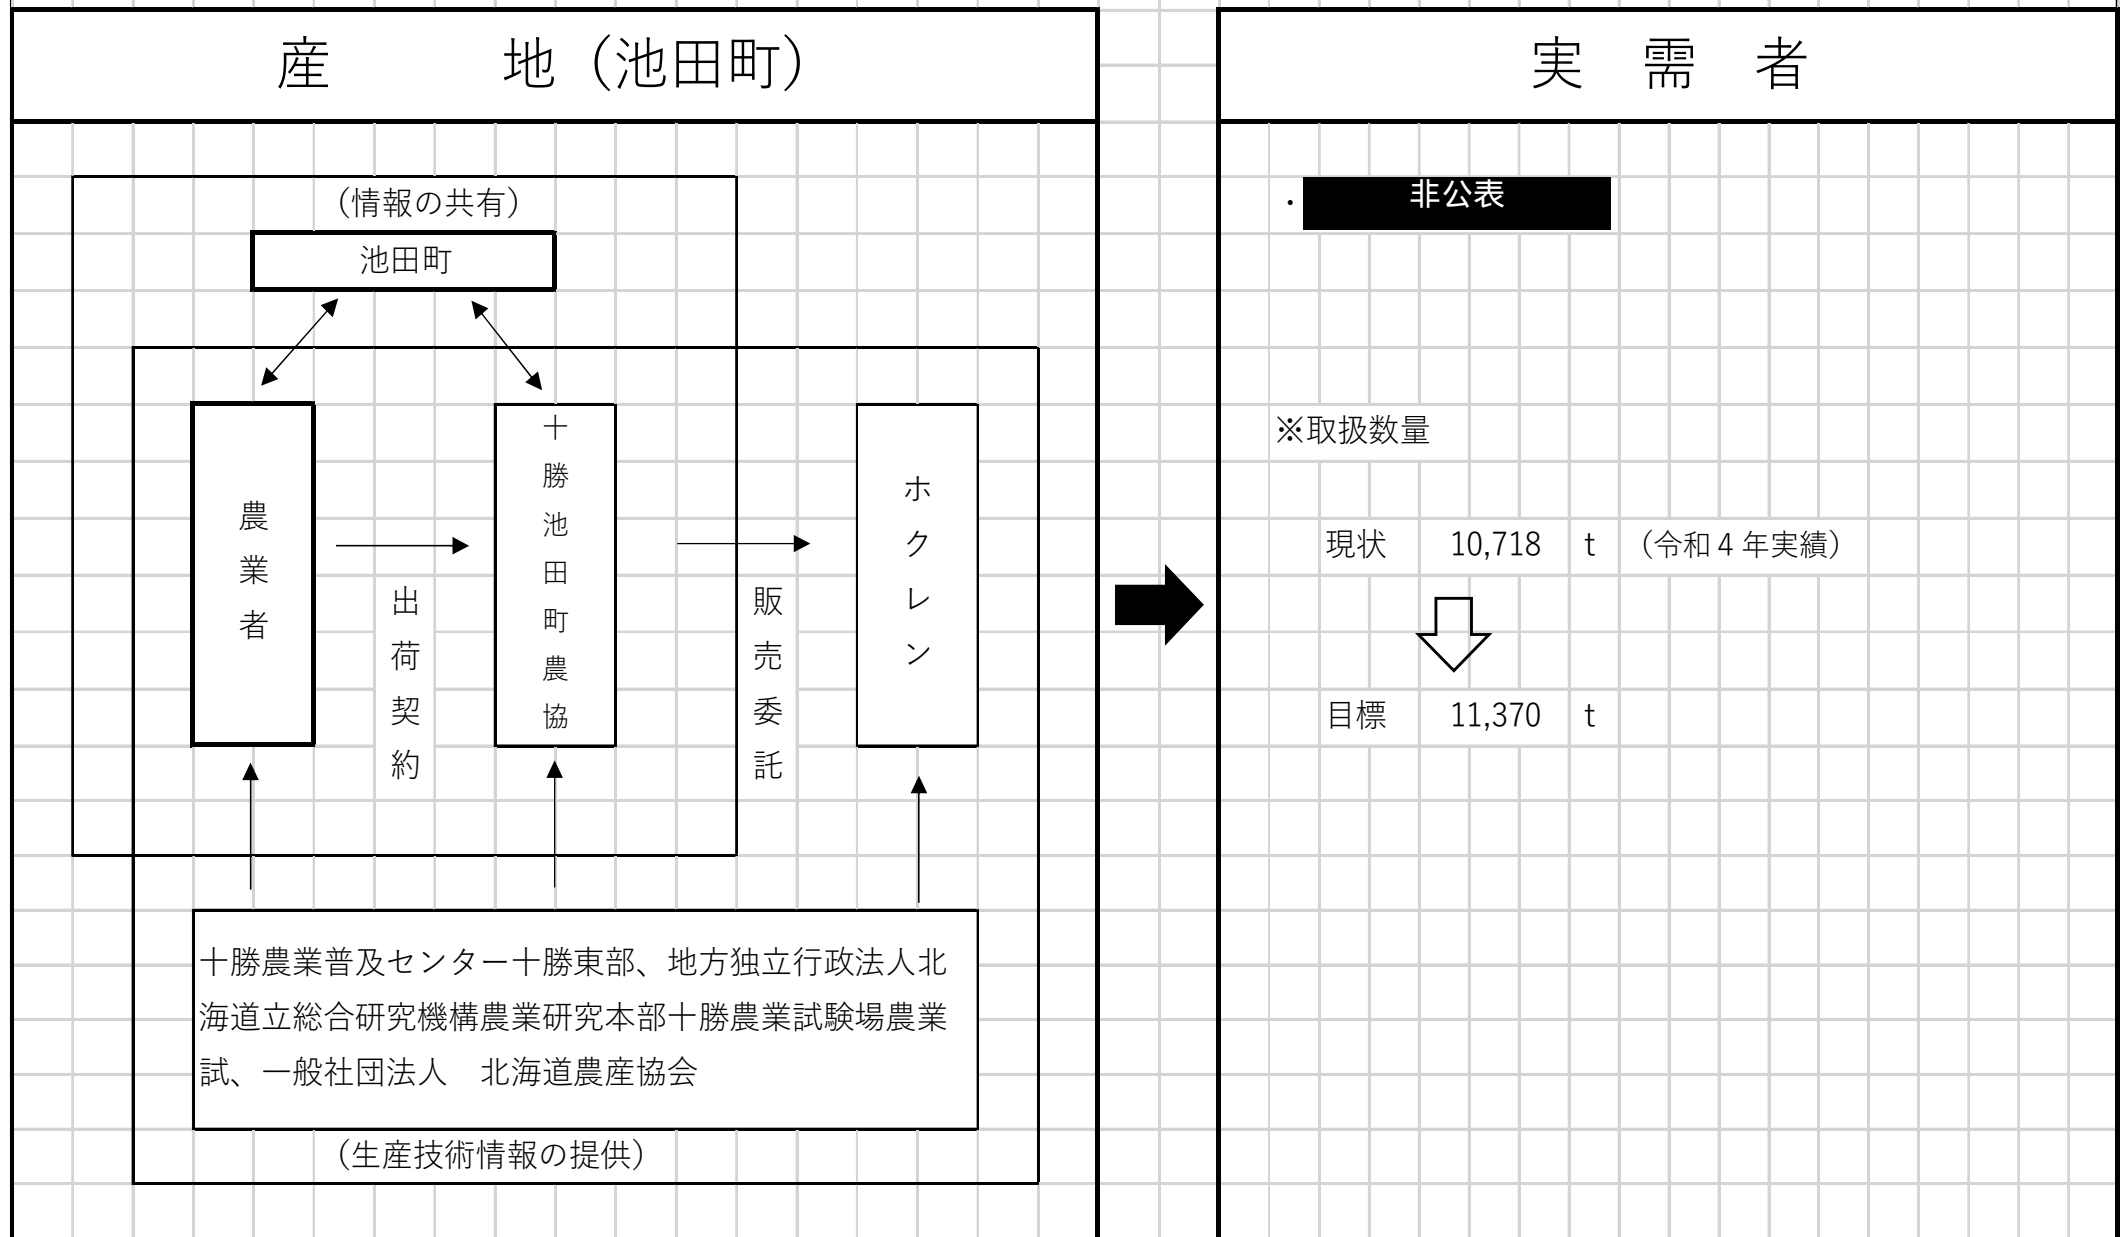 産　　　地（池田町）
（情報の共有）
池田町
農業者
出荷契約
十勝池田町農協
販売委託
ホクレン
十勝農業普及センター十勝東部、地方独立行政法人北
海道立総合研究機構農業研究本部十勝農業試験場農業
試、一般社団法人　北海道農産協会
（生産技術情報の提供）
実　需　者
・ 非公表
※取扱数量
現状　10,718　t　（令和４年実績）
目標　11,370　t